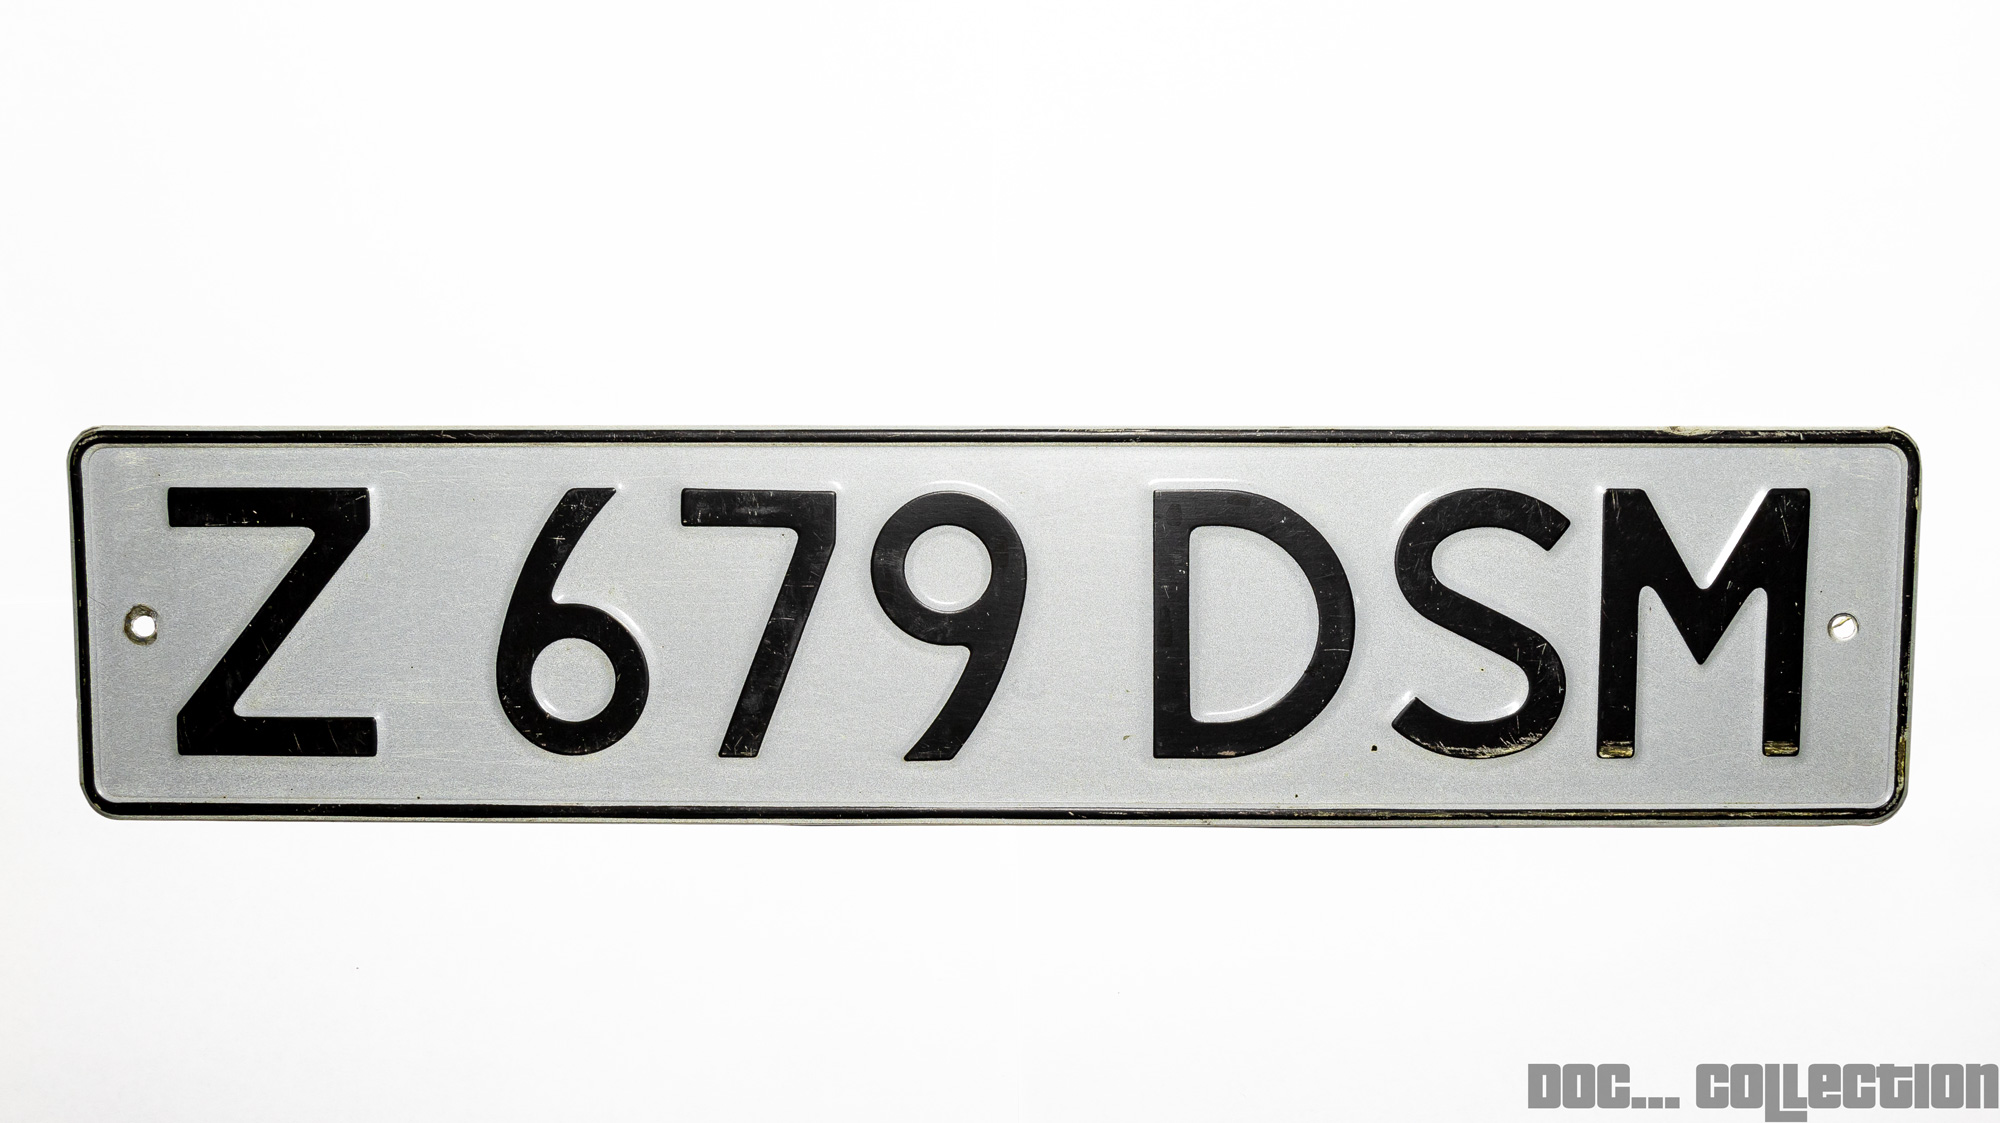 Z 679 DSM
DOC... COLLECTION